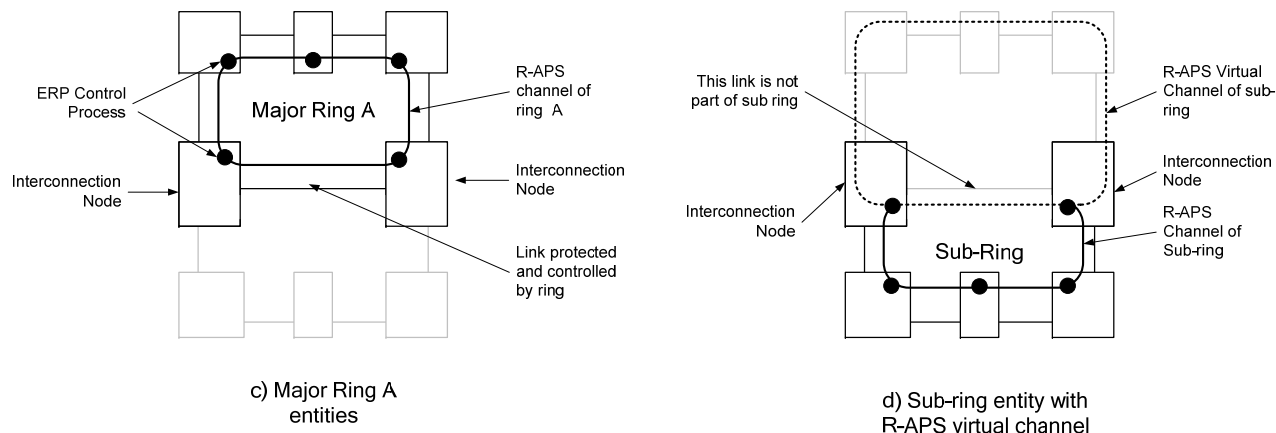 ERP Control
Process
Major Ring A
R-APS
channel of
ring A
Interconnection
Node
Interconnection
Node
Link protected
and controlled
by ring
c) Major Ring A
entities
This link is not
part of sub ring
R-APS Virtual
Channel of sub-
ring
Interconnection
Node
Interconnection
Node
R-APS
Channel of
Sub-ring
Sub-Ring
d) Sub-ring entity with
R-APS virtual channel